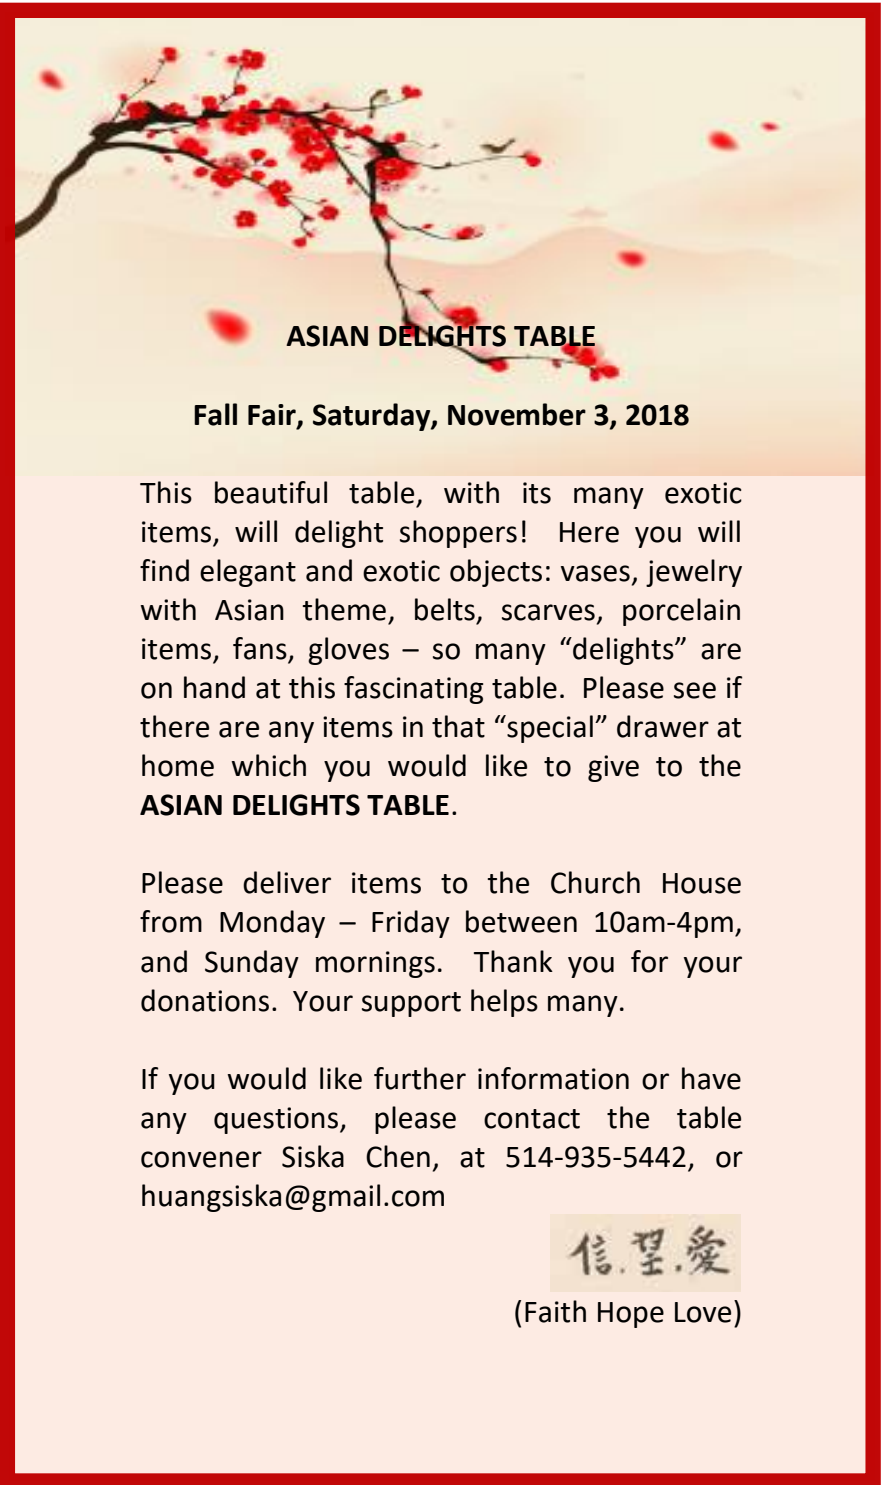 ASIAN DELIGHTS TABLE
Fall Fair, Saturday, November 3, 2018
This beautiful table, with its many exotic
items, will delight shoppers!  Here you will
find elegant and exotic objects: vases, jewelry
with Asian theme, belts, scarves, porcelain
items, fans, gloves – so many “delights” are
on hand at this fascinating table.  Please see if
there are any items in that “special” drawer at
home which you would like to give to the
ASIAN DELIGHTS TABLE.
Please deliver items to the Church House
from Monday – Friday between 10am-4pm,
and Sunday mornings.  Thank you for your
donations.  Your support helps many.
If you would like further information or have
any questions, please contact the table
convener Siska Chen, at 514-935-5442, or
huangsiska@gmail.com
信.望.愛
(Faith Hope Love)